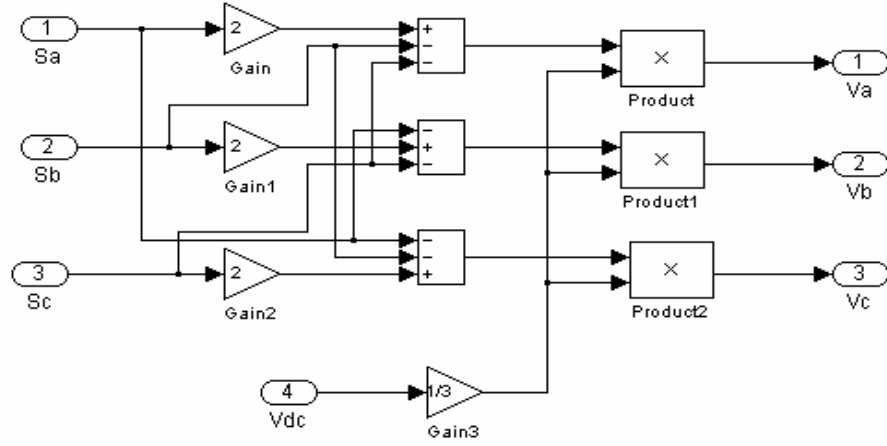 1
Sa
2
Gain
+
−
−
×
Product
1
Va
2
Sb
2
Gain1
−
+
−
×
Product1
2
Vb
3
Sc
2
Gain2
−
−
+
×
Product2
3
Vc
4
Vdc
1/3
Gain3